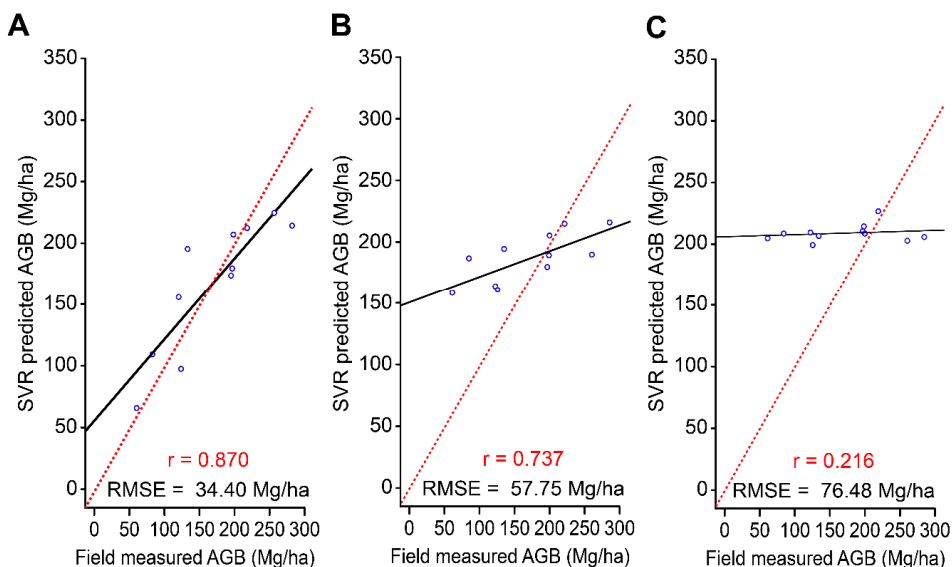 A
B
C
SVR predicted AGB (Mg/ha)
350
300
250
200
150
100
50
0
r = 0.870
RMSE = 34.40 Mg/ha
0 50 100 150 200 250 300
Field measured AGB (Mg/ha)
SVR predicted AGB (Mg/ha)
350
300
250
200
150
100
50
0
r = 0.737
RMSE = 57.75 Mg/ha
0 50 100 150 200 250 300
Field measured AGB (Mg/ha)
SVR predicted AGB (Mg/ha)
350
300
250
200
150
100
50
0
r = 0.216
RMSE = 76.48 Mg/ha
0 50 100 150 200 250 300
Field measured AGB (Mg/ha)